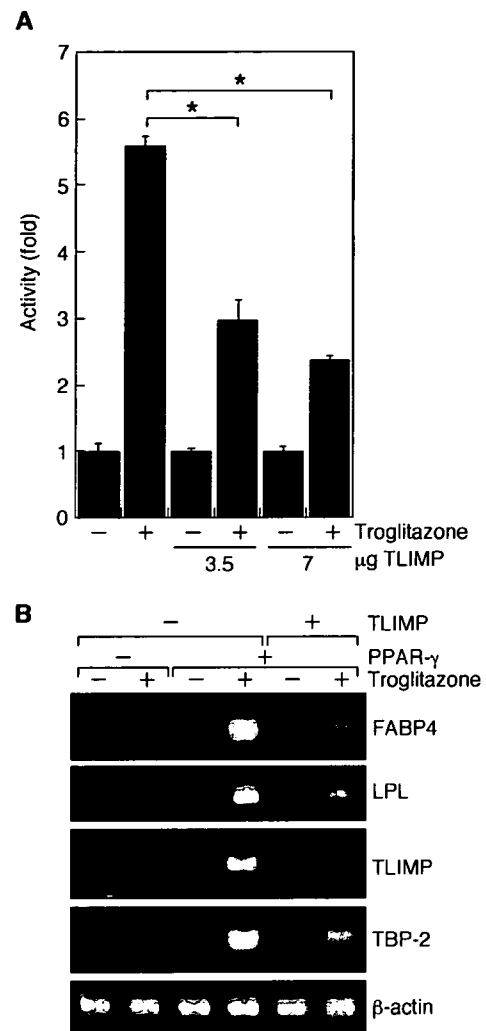 A
7
6
5
4
3
2
1
0
Activity (fold)
*
*
− + − + − + Troglitazone
3.5 7 μg TLIMP
B
− + TLIMP
− + PPAR-γ
− + − + − + Troglitazone
FABP4
LPL
TLIMP
TBP-2
β-actin